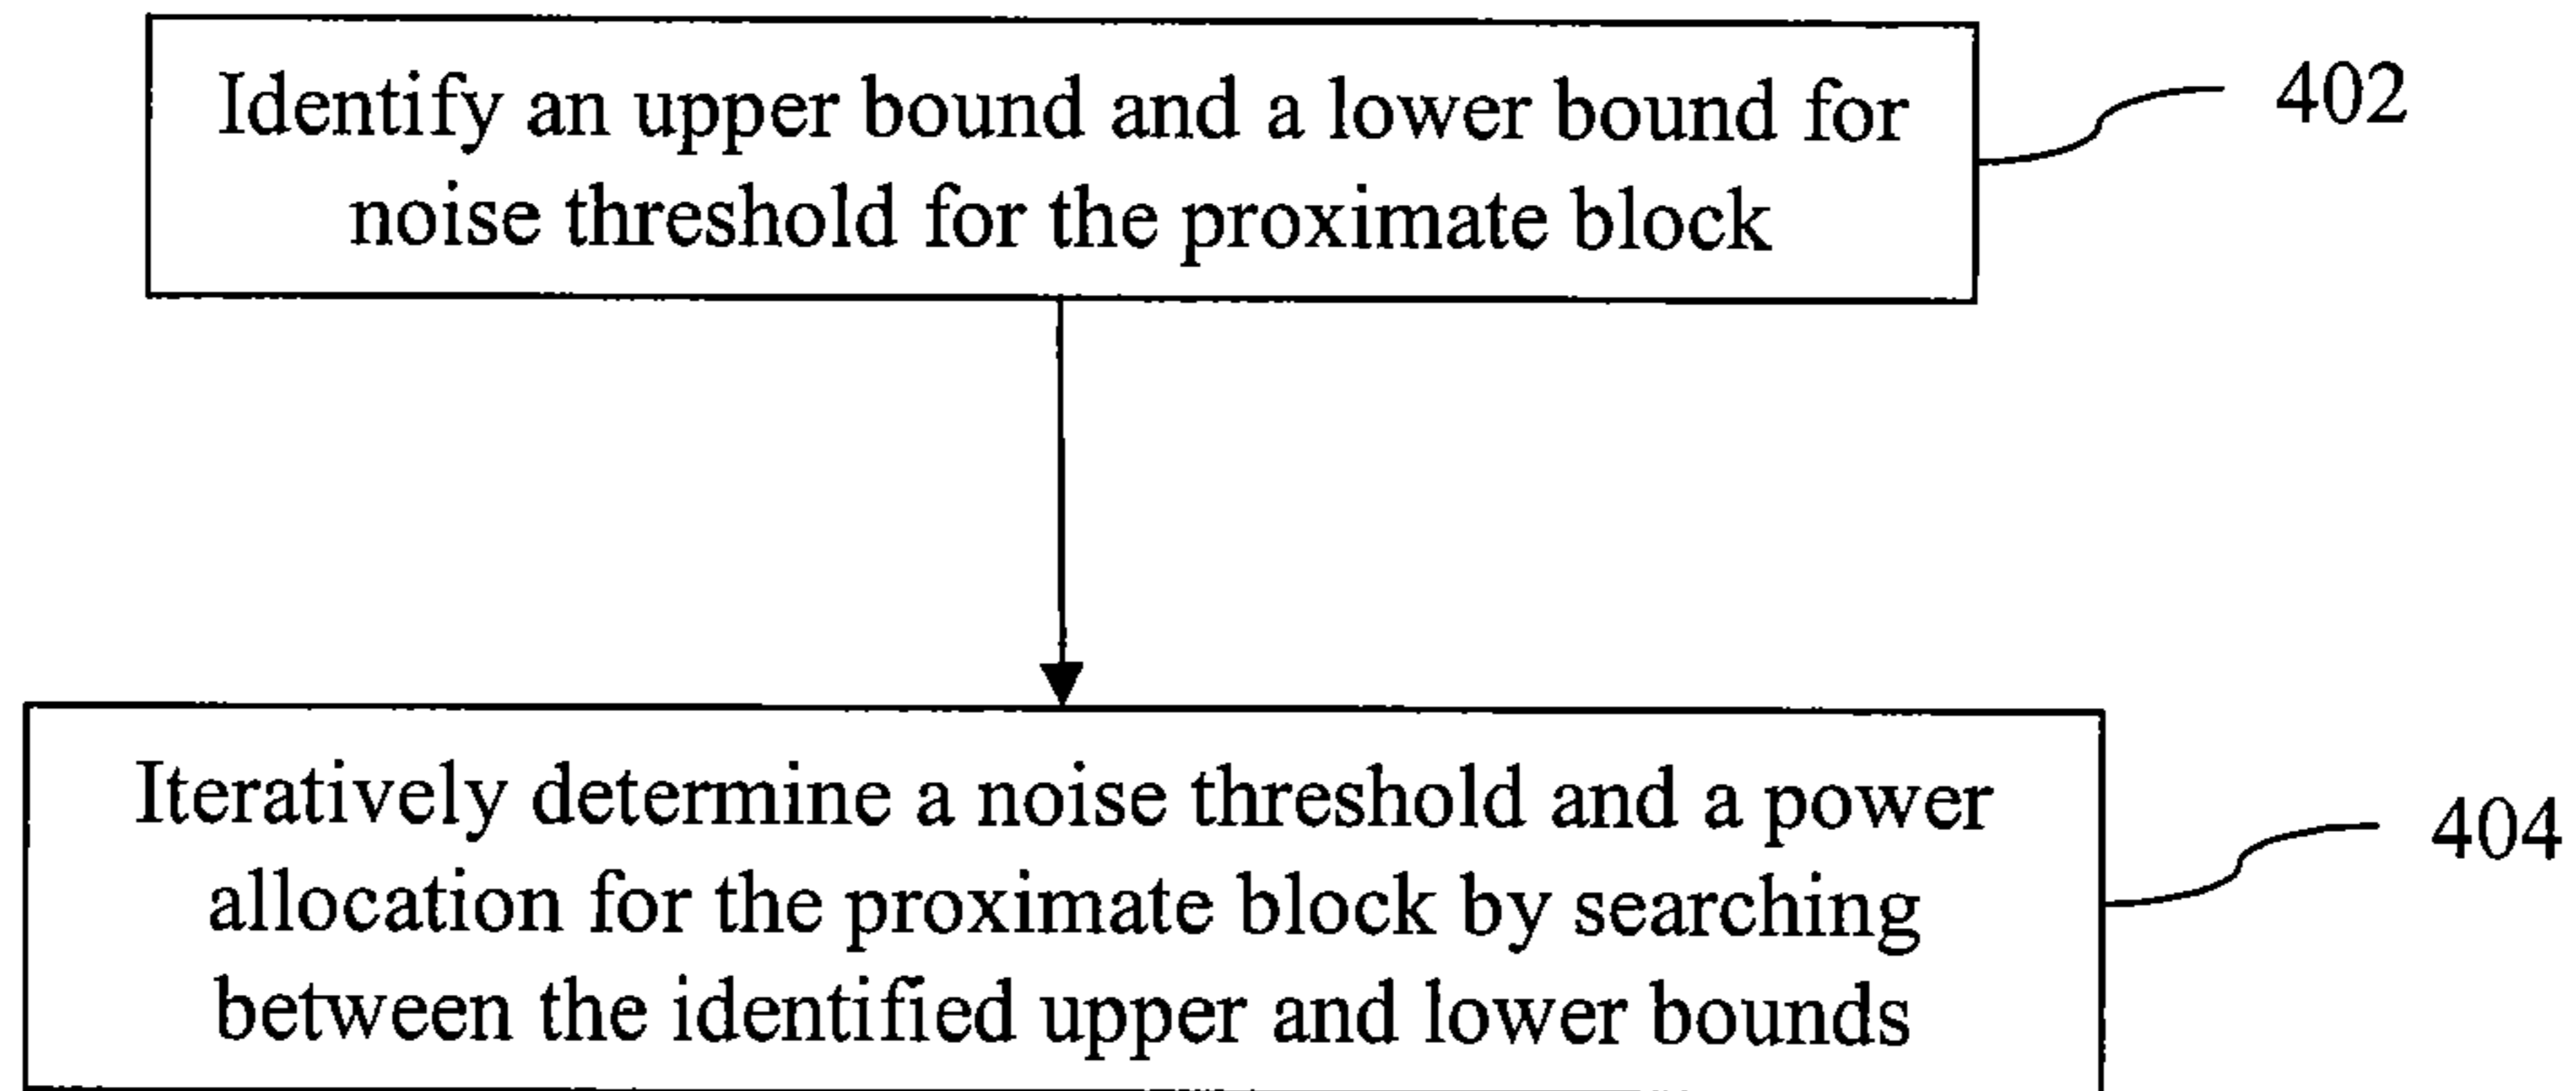 Identify an upper bound and a lower bound for
noise threshold for the proximate block
402
Iteratively determine a noise threshold and a power
allocation for the proximate block by searching
between the identified upper and lower bounds
404